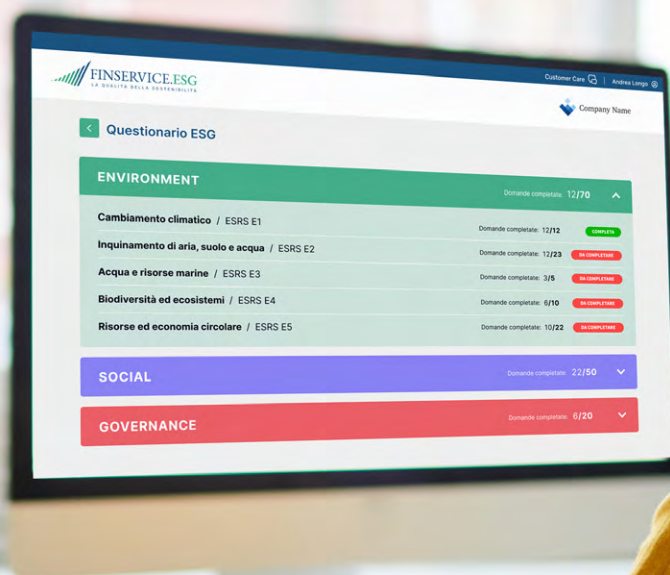 FINSERVICE.ESG
LA QUALITÀ DELLA SOSTENIBILITÀ
Customer Care | Andrea Longo
Company Name
Questionario ESG
ENVIRONMENT Domande completate: 12/70
Cambiamento climatico / ESRS E1 Domande completate: 12/12 COMPLETA
Inquinamento di aria, suolo e acqua / ESRS E2 Domande completate: 12/23 DA COMPLETARE
Acqua e risorse marine / ESRS E3 Domande completate: 3/5 DA COMPLETARE
Biodiversità ed ecosistemi / ESRS E4 Domande completate: 6/10 DA COMPLETARE
Risorse ed economia circolare / ESRS E5 Domande completate: 10/22 DA COMPLETARE
SOCIAL Domande completate: 22/50
GOVERNANCE Domande completate: 6/20